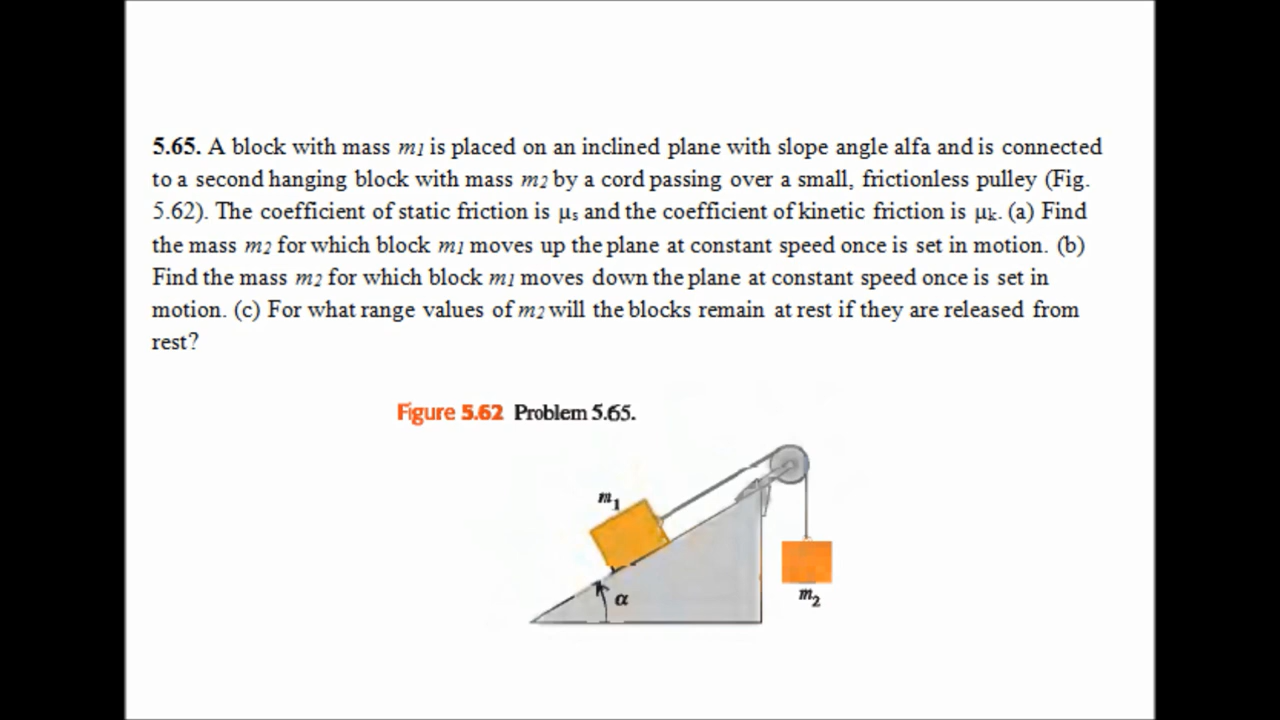 5.65. A block with mass m1 is placed on an inclined plane with slope angle alfa and is connected
to a second hanging block with mass m2 by a cord passing over a small, frictionless pulley (Fig.
5.62). The coefficient of static friction is μs and the coefficient of kinetic friction is μk. (a) Find
the mass m2 for which block m1 moves up the plane at constant speed once is set in motion. (b)
Find the mass m2 for which block m1 moves down the plane at constant speed once is set in
motion. (c) For what range values of m2 will the blocks remain at rest if they are released from
rest?
Figure 5.62 Problem 5.65.
m1
α
m2